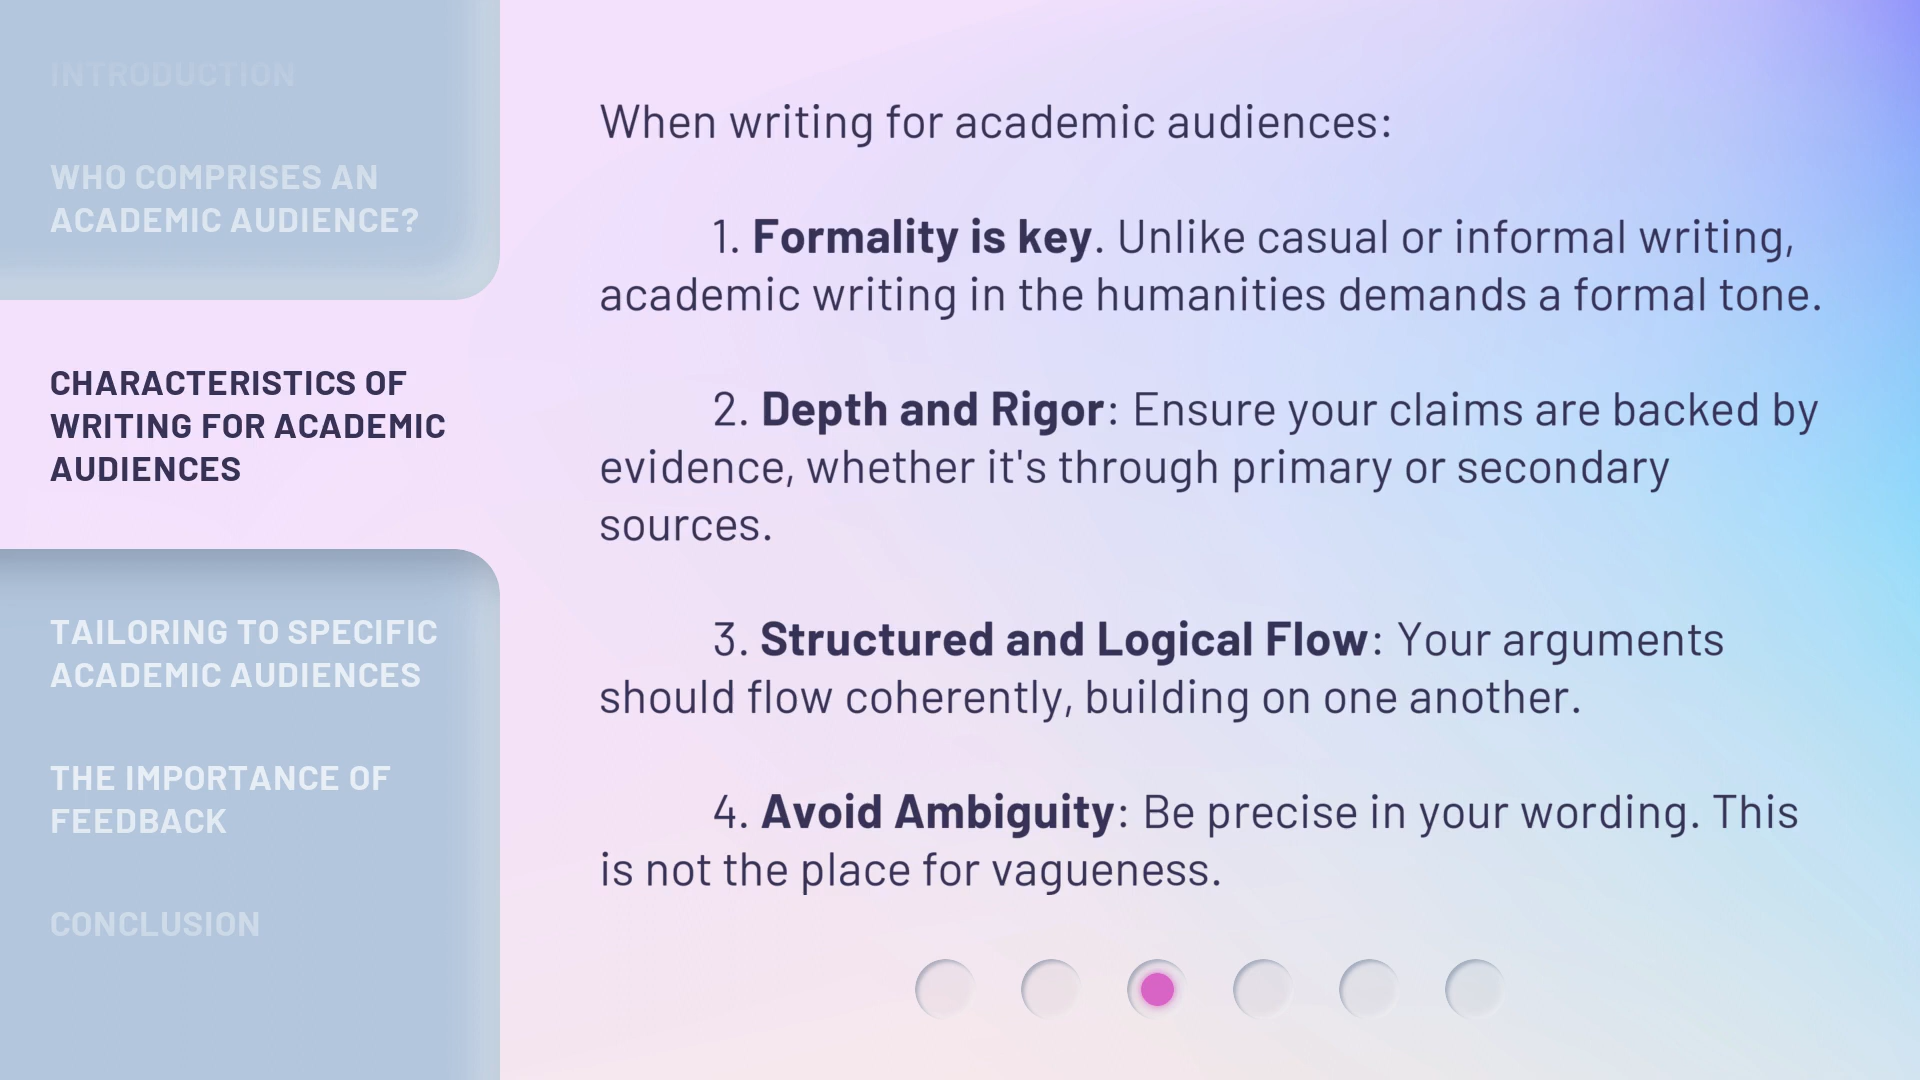 INTRODUCTION
WHO COMPRISES AN
ACADEMIC AUDIENCE?
CHARACTERISTICS OF
WRITING FOR ACADEMIC
AUDIENCES
TAILORING TO SPECIFIC
ACADEMIC AUDIENCES
THE IMPORTANCE OF
FEEDBACK
CONCLUSION
When writing for academic audiences:
1. Formality is key. Unlike casual or informal writing,
academic writing in the humanities demands a formal tone.
2. Depth and Rigor: Ensure your claims are backed by
evidence, whether it's through primary or secondary
sources.
3. Structured and Logical Flow: Your arguments
should flow coherently, building on one another.
4. Avoid Ambiguity: Be precise in your wording. This
is not the place for vagueness.